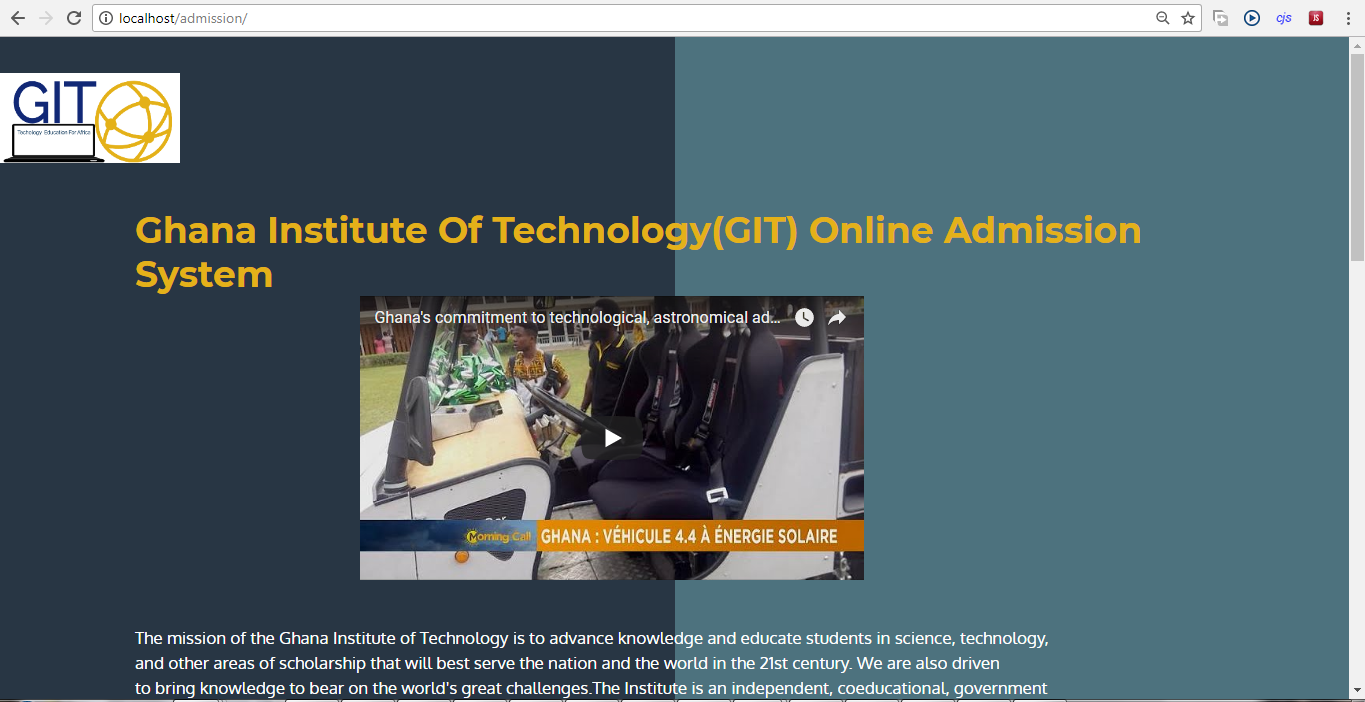 localhost/admission/
cjs
JS
GIT
Techology Education For Africa
Ghana Institute Of Technology(GIT) Online Admission
System
Ghana's commitment to technological, astronomical ad...
Morning Call
GHANA : VÉHICULE 4.4 À ÉNERGIE SOLAIRE
The mission of the Ghana Institute of Technology is to advance knowledge and educate students in science, technology,
and other areas of scholarship that will best serve the nation and the world in the 21st century. We are also driven
to bring knowledge to bear on the world's great challenges.The Institute is an independent, coeducational, government